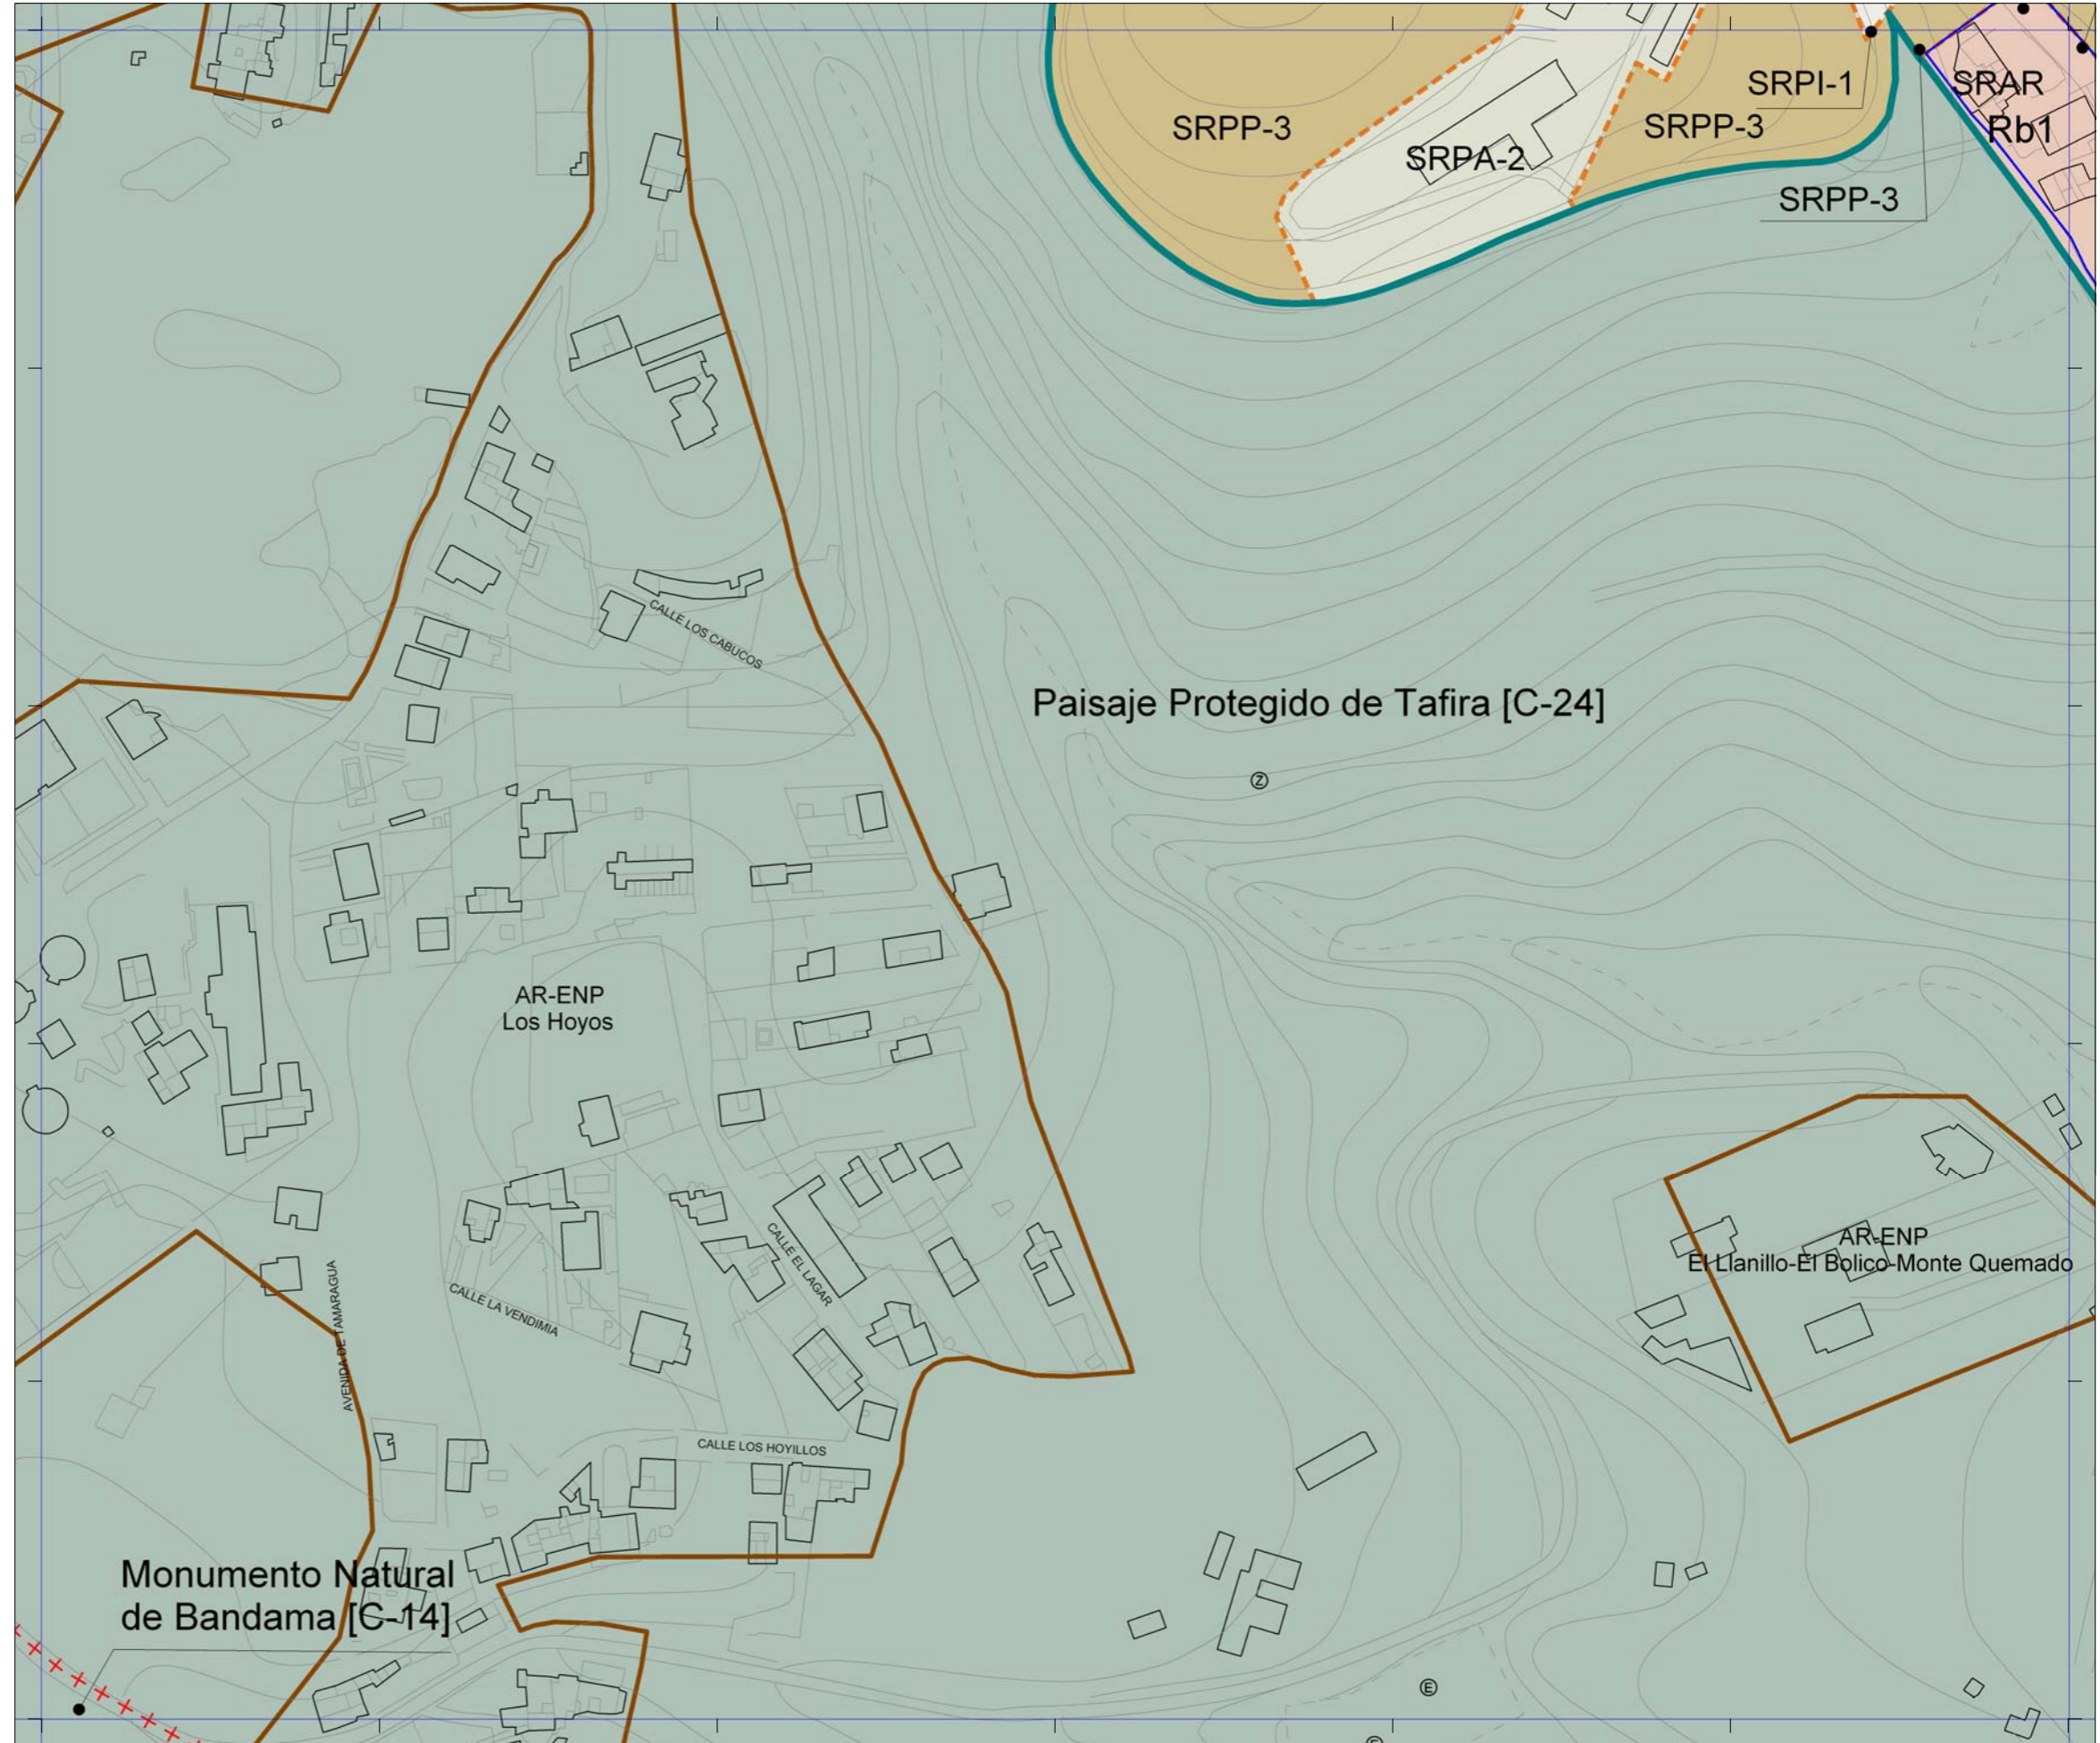 SRPI-1
SRAR
Rb1
SRPP-3
SRPA-2
SRPP-3
SRPP-3
CALLE LOS CABUCOS
Paisaje Protegido de Tafira [C-24]
Z
AR-ENP
Los Hoyos
AR-ENP
El Llanillo-El Bolico-Monte Quemado
CALLE EL LAGAR
CALLE LA VENDIMIA
AVENIDA DE TAMARAGUA
CALLE LOS HOYILLOS
Monumento Natural
de Bandama [C-14]
E